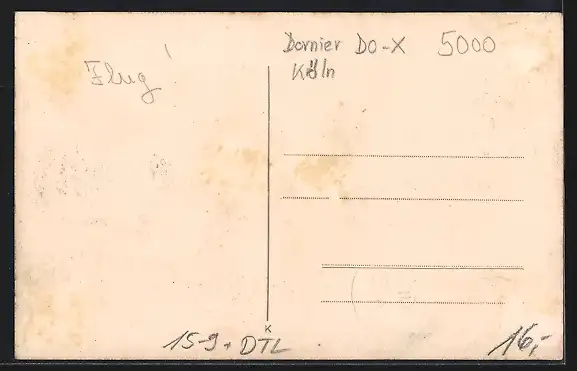 Flug
Dornier DO-X 5000
Köln
K
15-9. DTL
16,-